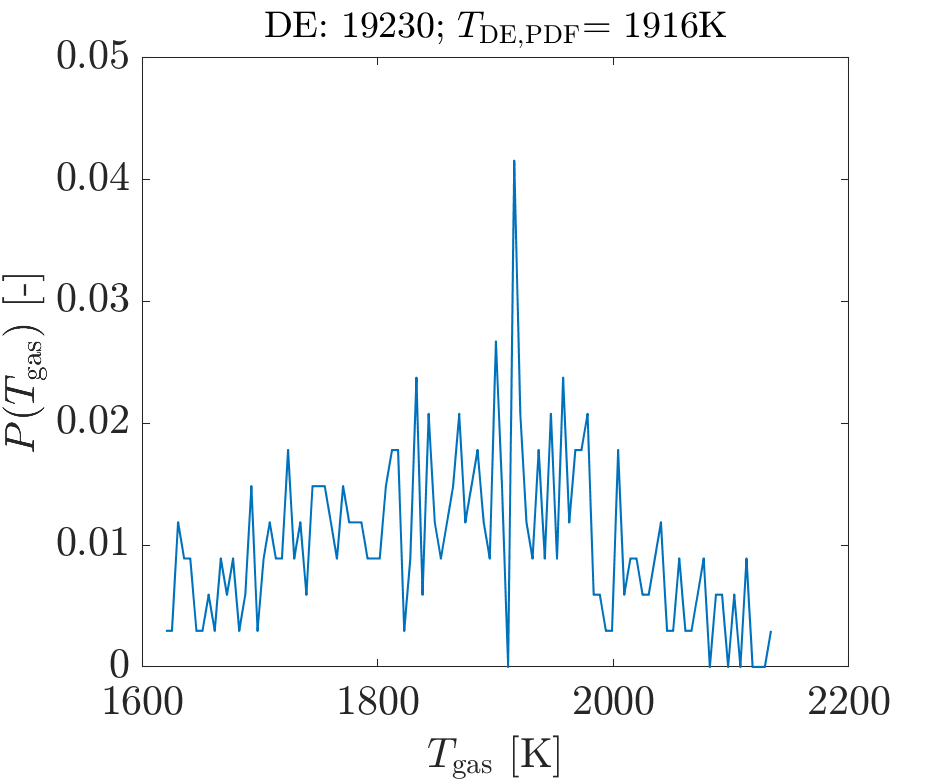 DE: 19230; T_DE,PDF= 1916K
0.05
0.04
0.03
0.02
0.01
0
P(T_gas) [-]
1600 1800 2000 2200
T_gas [K]